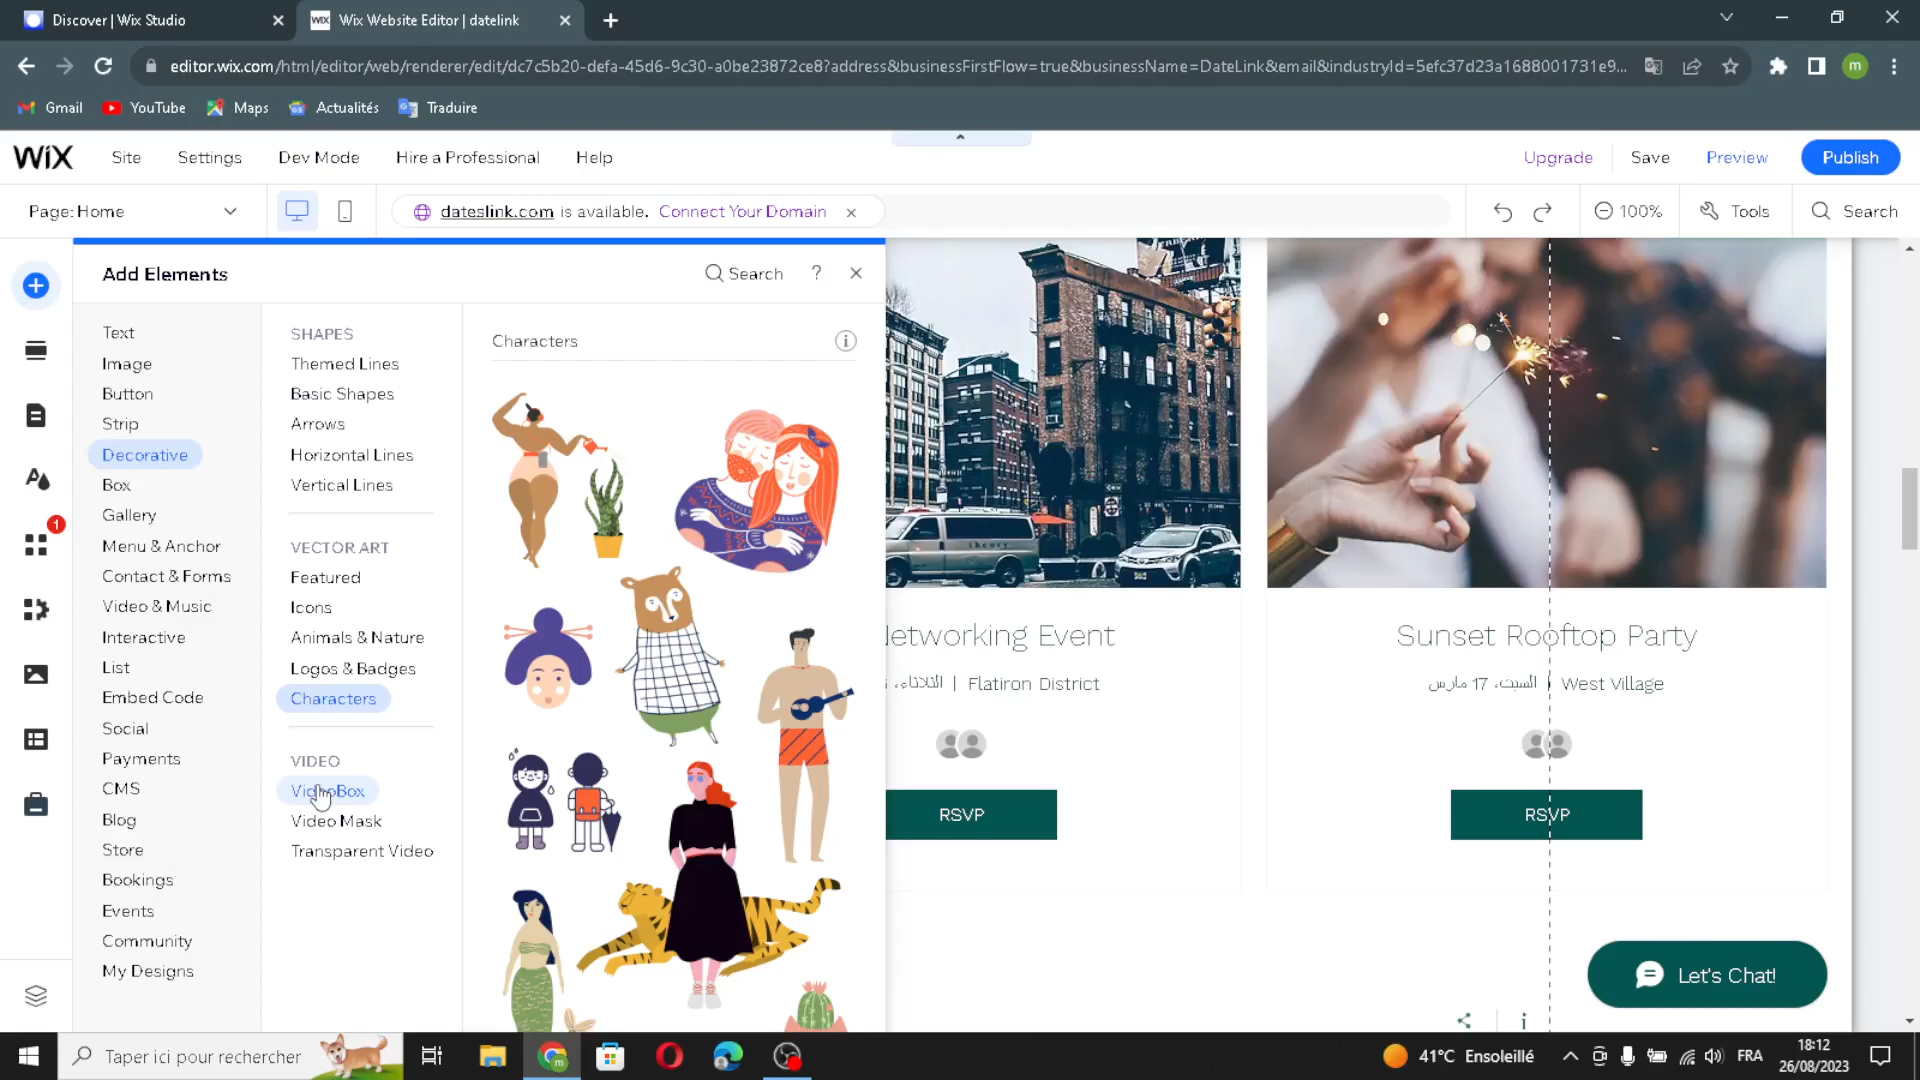 Discover | Wix Studio
WIX Wix Website Editor | datelink
editor.wix.com/html/editor/web/renderer/edit/dc7c5b20-defa-45d6-9c30-a0be23872ce8?address&businessFirstFlow=true&businessName=DateLink&email&industryId=5efc37d23a1688001731e9...
m
Gmail YouTube Maps Actualités Traduire
WiX Site Settings Dev Mode Hire a Professional Help Upgrade Save Preview Publish
Page: Home
dateslink.com is available. Connect Your Domain
100% Tools Search
Add Elements
Search ?
Text
Image
Button
Strip
Decorative
Box
Gallery
Menu & Anchor
Contact & Forms
Video & Music
Interactive
List
Embed Code
Social
Payments
CMS
Blog
Store
Bookings
Events
Community
My Designs
1
SHAPES
Themed Lines
Basic Shapes
Arrows
Horizontal Lines
Vertical Lines
VECTOR ART
Featured
Icons
Animals & Nature
Logos & Badges
Characters
VIDEO
VideoBox
Video Mask
Transparent Video
Characters
theory
Networking Event
الثلاثاء، | Flatiron District
RSVP
Sunset Rooftop Party
السبت، 17 مارس | West Village
RSVP
Let's Chat!
Taper ici pour rechercher
m
41°C Ensoleillé
FRA
18:12
26/08/2023